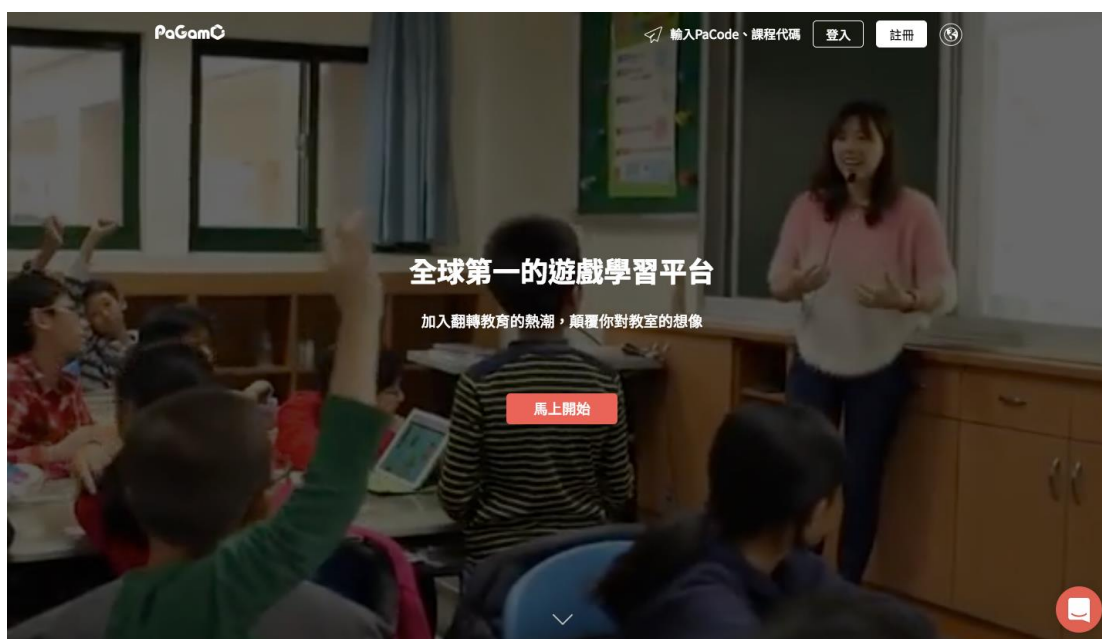 PaGamO
輸入PaCode、課程代碼
登入
註冊
全球第一的遊戲學習平台
加入翻轉教育的熱潮，顛覆你對教室的想像
馬上開始